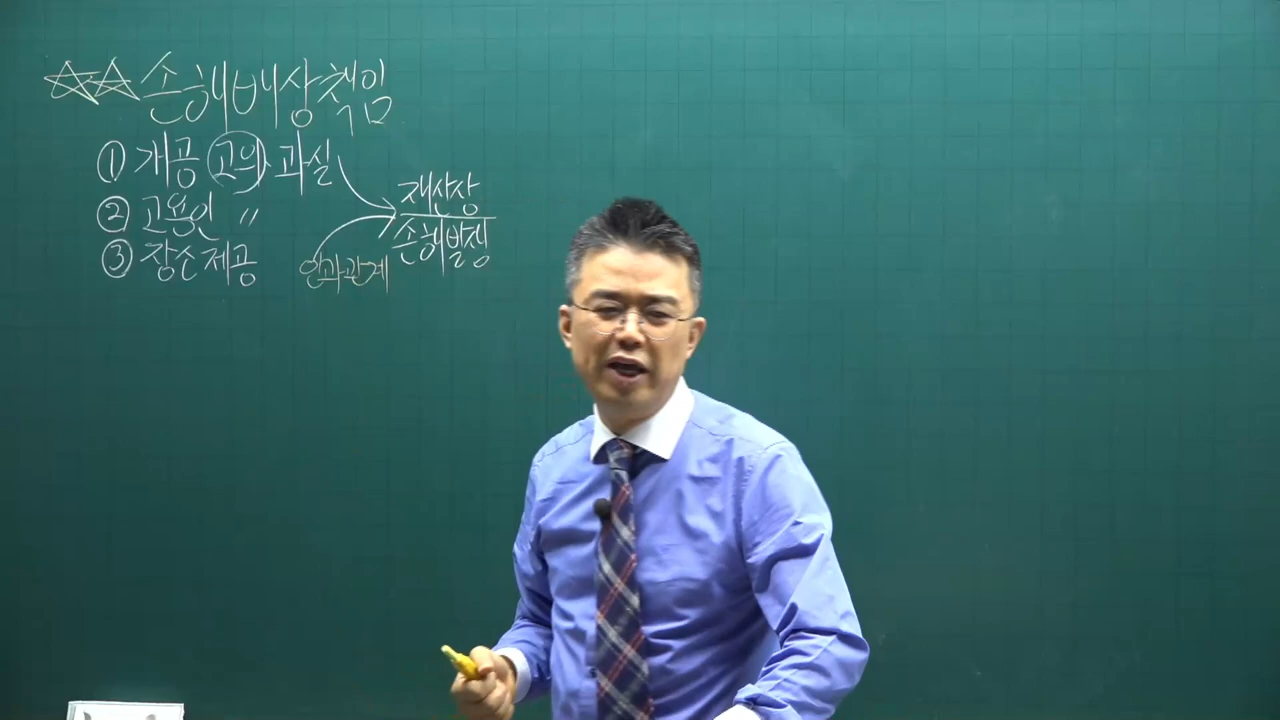 ☆☆ 손해배상책임
① 개공 고의 과실
② 고용인 〃
③ 장소제공
인과관계
재산상
손해발생